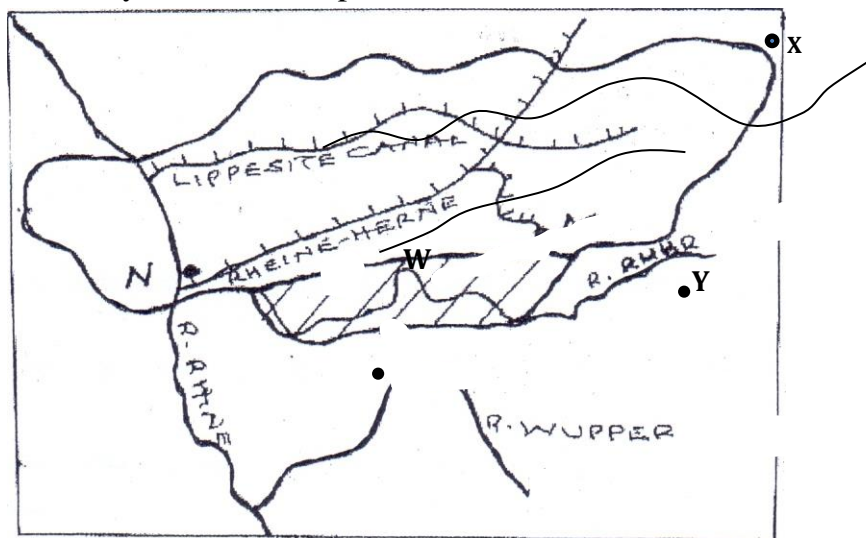 X
LIPPESITE CANAL
RHEINE-HERNE
A
W
N
R. RUHR
Y
R. RHINE
R. WUPPER